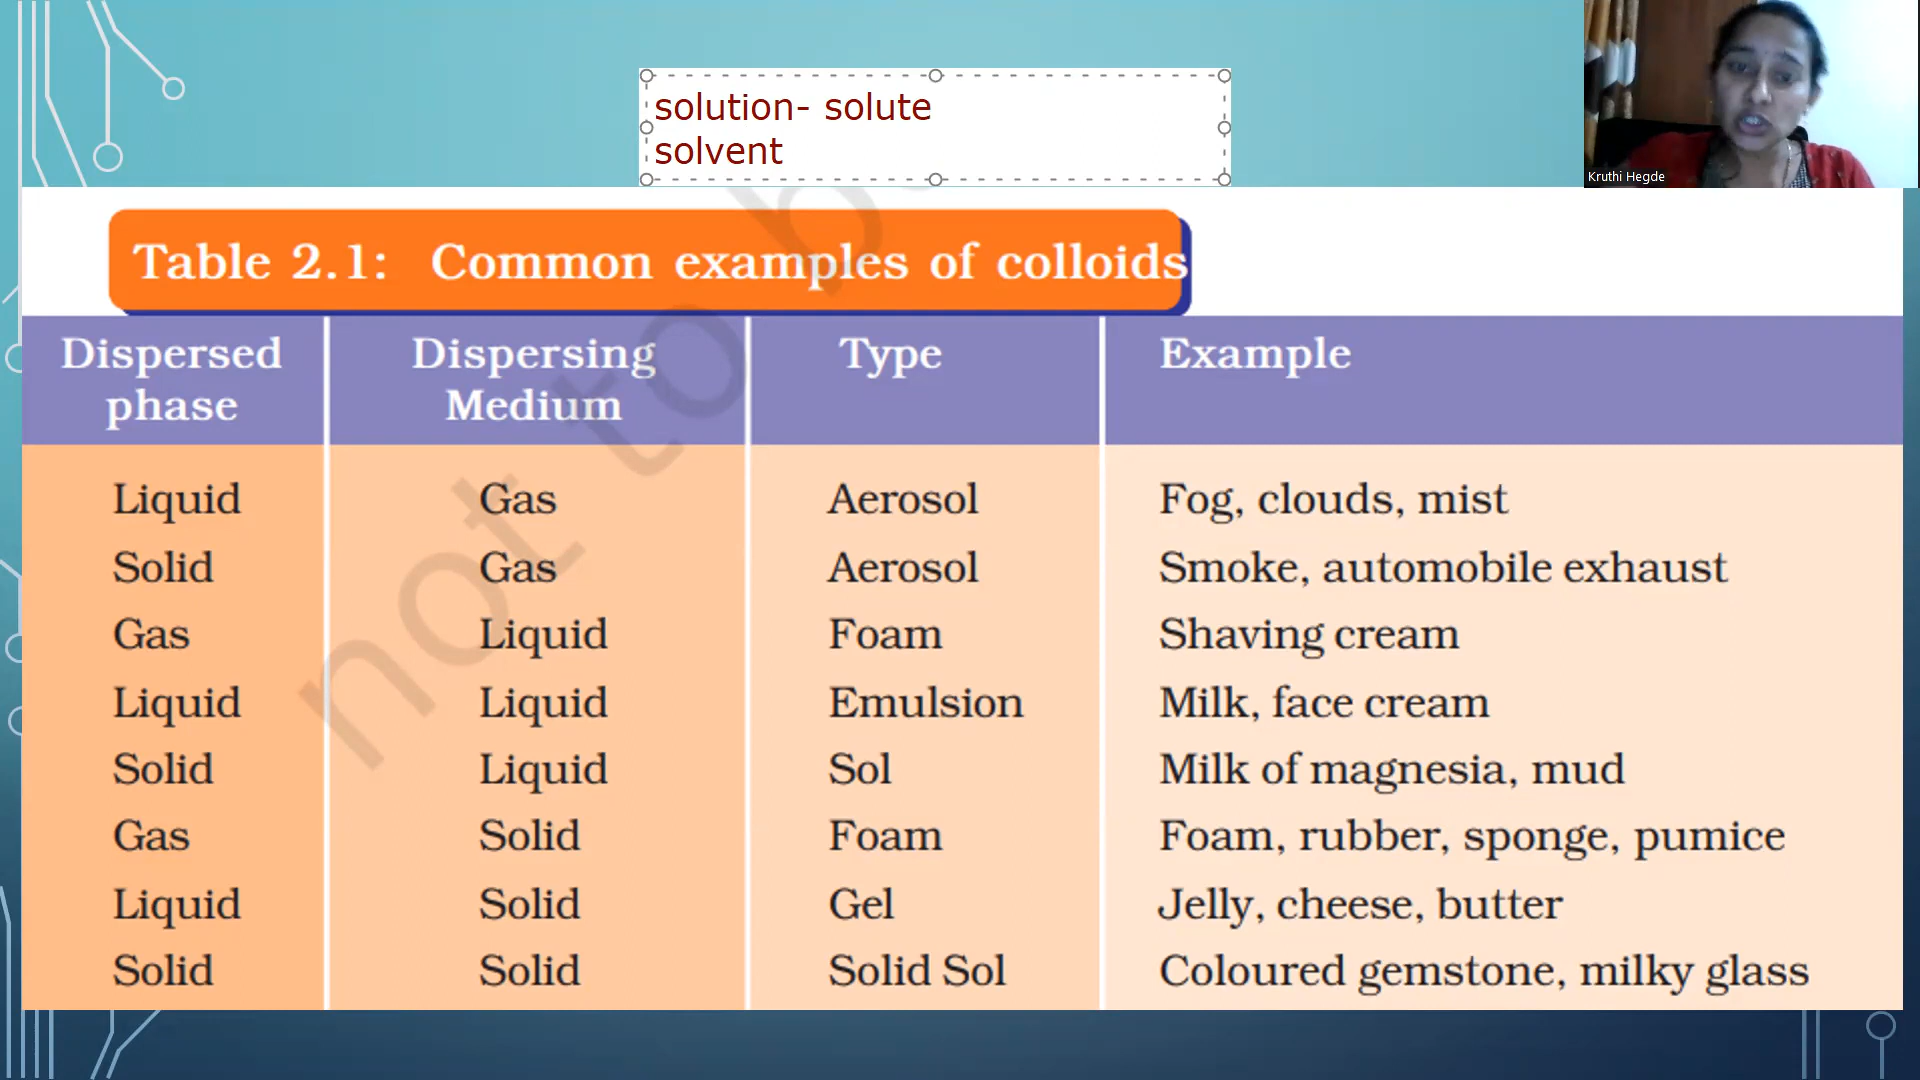 solution- solute
solvent
Kruthi Hegde
Table 2.1: Common examples of colloids
Dispersed phase Dispersing Medium Type Example
Liquid Gas Aerosol Fog, clouds, mist
Solid Gas Aerosol Smoke, automobile exhaust
Gas Liquid Foam Shaving cream
Liquid Liquid Emulsion Milk, face cream
Solid Liquid Sol Milk of magnesia, mud
Gas Solid Foam Foam, rubber, sponge, pumice
Liquid Solid Gel Jelly, cheese, butter
Solid Solid Solid Sol Coloured gemstone, milky glass
not to